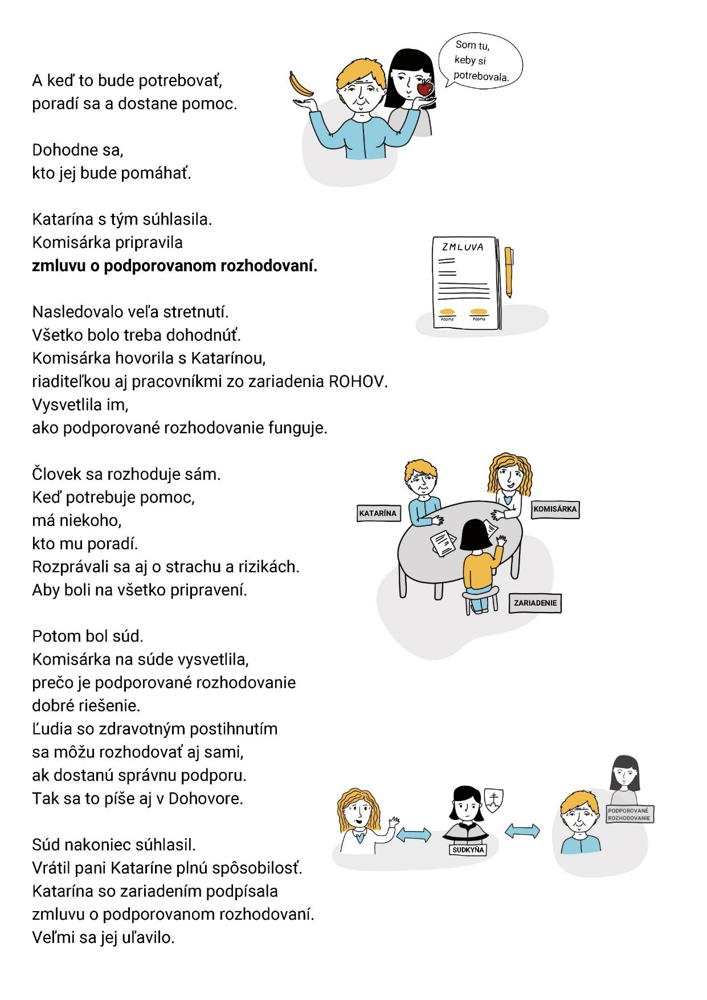 Som tu,
keby si
potrebovala.
A keď to bude potrebovať,
poradí sa a dostane pomoc.
Dohodne sa,
kto jej bude pomáhať.
Katarína s tým súhlasila.
Komisárka pripravila
zmluvu o podporovanom rozhodovaní.
ZMLUVA
PODPIS PODPIS
Nasledovalo veľa stretnutí.
Všetko bolo treba dohodnúť.
Komisárka hovorila s Katarínou,
riaditeľkou aj pracovníkmi zo zariadenia ROHOV.
Vysvetlila im,
ako podporované rozhodovanie funguje.
Človek sa rozhoduje sám.
Keď potrebuje pomoc,
má niekoho,
kto mu poradí.
Rozprávali sa aj o strachu a rizikách.
Aby boli na všetko pripravení.
KATARÍNA
KOMISÁRKA
ZARIADENIE
Potom bol súd.
Komisárka na súde vysvetlila,
prečo je podporované rozhodovanie
dobré riešenie.
Ľudia so zdravotným postihnutím
sa môžu rozhodovať aj sami,
ak dostanú správnu podporu.
Tak sa to píše aj v Dohovore.
PODPOROVANÉ
ROZHODOVANIE
SUDKYŇA
Súd nakoniec súhlasil.
Vrátil pani Kataríne plnú spôsobilosť.
Katarína so zariadením podpísala
zmluvu o podporovanom rozhodovaní.
Veľmi sa jej uľavilo.